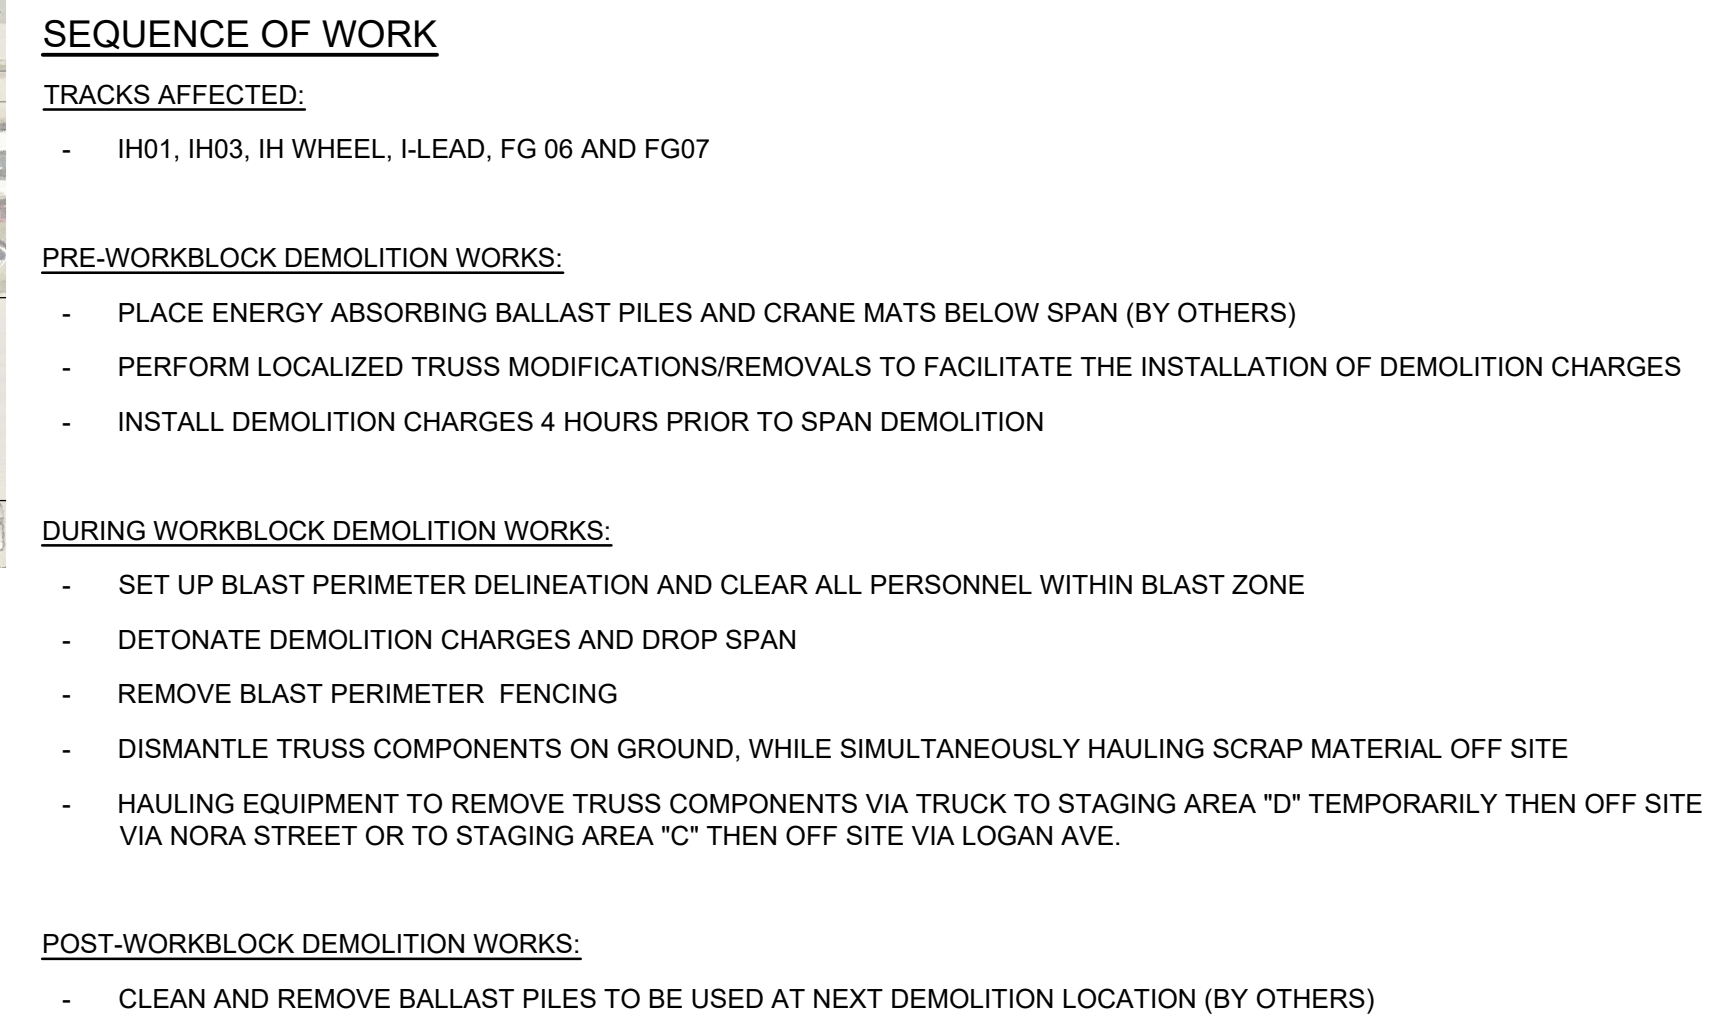 SEQUENCE OF WORK
TRACKS AFFECTED:
- IH01, IH03, IH WHEEL, I-LEAD, FG 06 AND FG07
PRE-WORKBLOCK DEMOLITION WORKS:
- PLACE ENERGY ABSORBING BALLAST PILES AND CRANE MATS BELOW SPAN (BY OTHERS)
- PERFORM LOCALIZED TRUSS MODIFICATIONS/REMOVALS TO FACILITATE THE INSTALLATION OF DEMOLITION CHARGES
- INSTALL DEMOLITION CHARGES 4 HOURS PRIOR TO SPAN DEMOLITION
DURING WORKBLOCK DEMOLITION WORKS:
- SET UP BLAST PERIMETER DELINEATION AND CLEAR ALL PERSONNEL WITHIN BLAST ZONE
- DETONATE DEMOLITION CHARGES AND DROP SPAN
- REMOVE BLAST PERIMETER  FENCING
- DISMANTLE TRUSS COMPONENTS ON GROUND, WHILE SIMULTANEOUSLY HAULING SCRAP MATERIAL OFF SITE
- HAULING EQUIPMENT TO REMOVE TRUSS COMPONENTS VIA TRUCK TO STAGING AREA "D" TEMPORARILY THEN OFF SITE
VIA NORA STREET OR TO STAGING AREA "C" THEN OFF SITE VIA LOGAN AVE.
POST-WORKBLOCK DEMOLITION WORKS:
- CLEAN AND REMOVE BALLAST PILES TO BE USED AT NEXT DEMOLITION LOCATION (BY OTHERS)